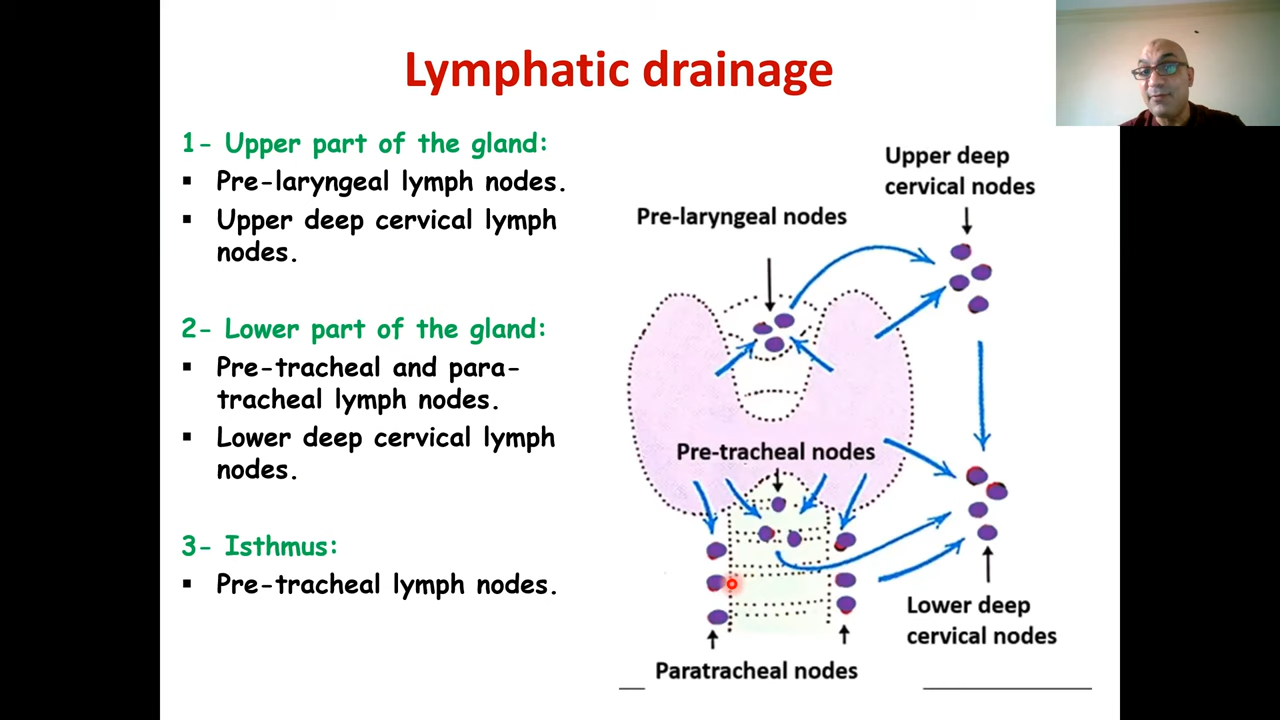 Lymphatic drainage
1- Upper part of the gland:
▪ Pre-laryngeal lymph nodes.
▪ Upper deep cervical lymph
nodes.
2- Lower part of the gland:
▪ Pre-tracheal and para-
tracheal lymph nodes.
▪ Lower deep cervical lymph
nodes.
3- Isthmus:
▪ Pre-tracheal lymph nodes.
Upper deep
cervical nodes
Pre-laryngeal nodes
Pre-tracheal nodes
Lower deep
cervical nodes
Paratracheal nodes